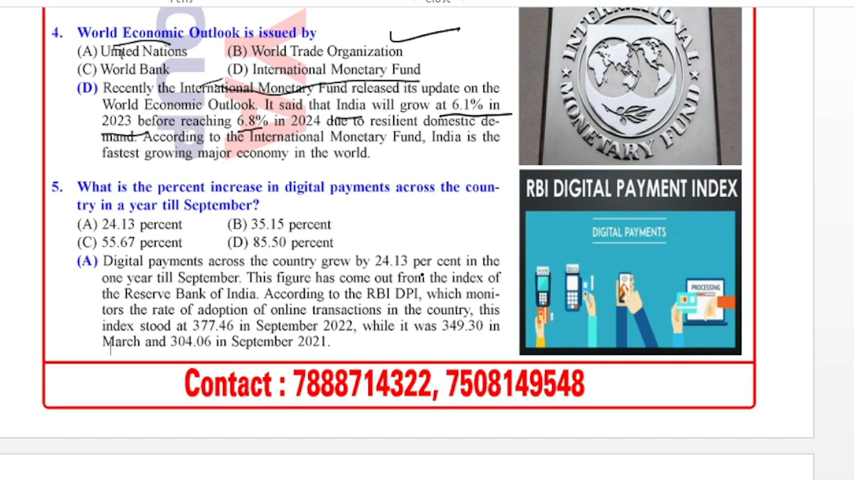 4. World Economic Outlook is issued by
(A) United Nations (B) World Trade Organization
(C) World Bank (D) International Monetary Fund
(D) Recently the International Monetary Fund released its update on the
World Economic Outlook. It said that India will grow at 6.1% in
2023 before reaching 6.8% in 2024 due to resilient domestic de-
mand. According to the International Monetary Fund, India is the
fastest growing major economy in the world.
INTERNATIONAL MONETARY FUND
5. What is the percent increase in digital payments across the coun-
try in a year till September?
(A) 24.13 percent (B) 35.15 percent
(C) 55.67 percent (D) 85.50 percent
(A) Digital payments across the country grew by 24.13 per cent in the
one year till September. This figure has come out from the index of
the Reserve Bank of India. According to the RBI DPI, which moni-
tors the rate of adoption of online transactions in the country, this
index stood at 377.46 in September 2022, while it was 349.30 in
March and 304.06 in September 2021.
RBI DIGITAL PAYMENT INDEX
DIGITAL PAYMENTS
PROCESSING
Contact : 7888714322, 7508149548